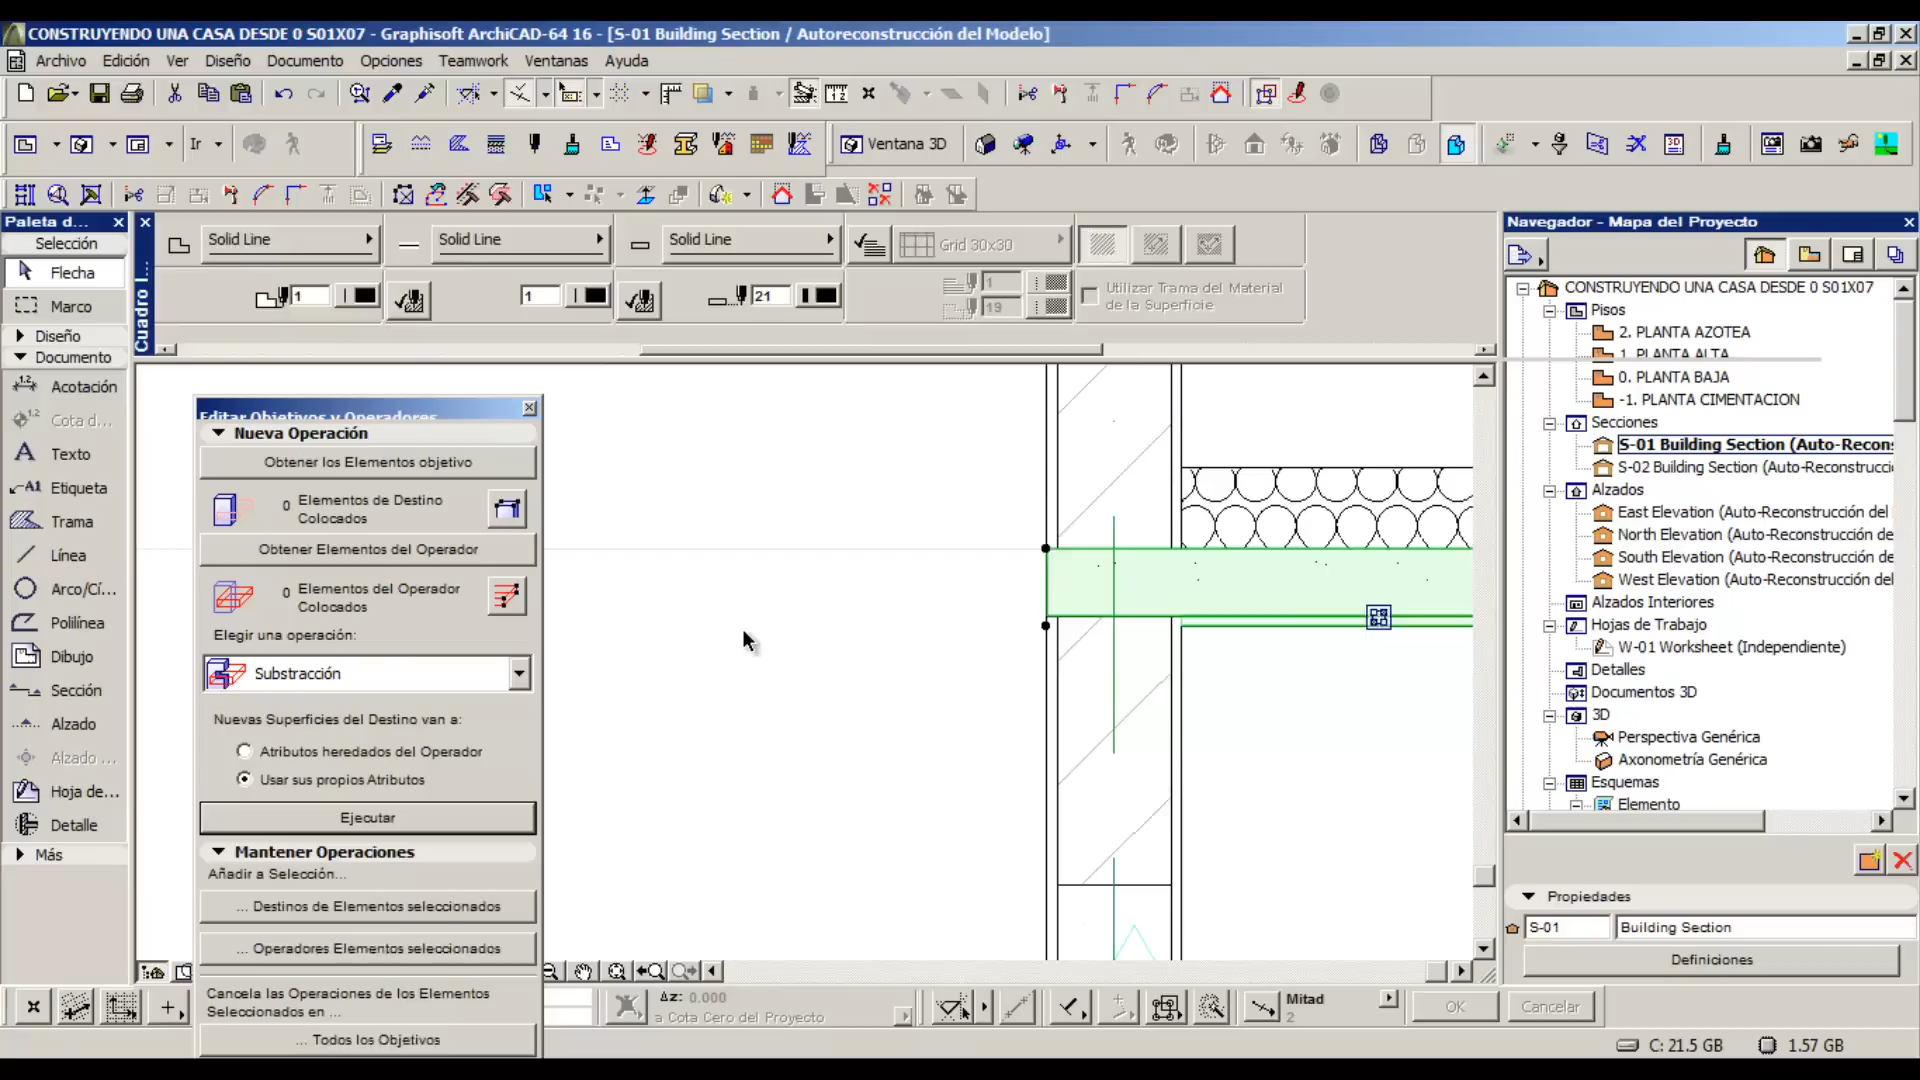 CONSTRUYENDO UNA CASA DESDE 0 S01X07 - Graphisoft ArchiCAD-64 16 - [S-01 Building Section / Autoreconstrucción del Modelo]
Archivo Edición Ver Diseño Documento Opciones Teamwork Ventanas Ayuda
Ir
Ventana 3D
Paleta d...
Selección
Flecha
Marco
Diseño
Documento
Acotación
Cota d...
Texto
Etiqueta
Trama
Línea
Arco/Cí...
Polilínea
Dibujo
Sección
Alzado
Alzado ...
Hoja de...
Detalle
Más
Cuadro I...
Solid Line
Solid Line
Solid Line
Grid 30x30
1
1
21
1
19
Utilizar Trama del Material
de la Superficie
Editar Objetivos y Operadores
Nueva Operación
Obtener los Elementos objetivo
0 Elementos de Destino
Colocados
Obtener Elementos del Operador
0 Elementos del Operador
Colocados
Elegir una operación:
Substracción
Nuevas Superficies del Destino van a:
Atributos heredados del Operador
Usar sus propios Atributos
Ejecutar
Mantener Operaciones
Añadir a Selección...
... Destinos de Elementos seleccionados
... Operadores Elementos seleccionados
Cancela las Operaciones de los Elementos
Seleccionados en ...
... Todos los Objetivos
Δz: 0.000
a Cota Cero del Proyecto
Mitad
2
OK
Cancelar
Navegador - Mapa del Proyecto
CONSTRUYENDO UNA CASA DESDE 0 S01X07
Pisos
2. PLANTA AZOTEA
1. PLANTA ALTA
0. PLANTA BAJA
-1. PLANTA CIMENTACION
Secciones
S-01 Building Section (Auto-Recons
S-02 Building Section (Auto-Reconstrucci
Alzados
East Elevation (Auto-Reconstrucción del
North Elevation (Auto-Reconstrucción de
South Elevation (Auto-Reconstrucción de
West Elevation (Auto-Reconstrucción del
Alzados Interiores
Hojas de Trabajo
W-01 Worksheet (Independiente)
Detalles
Documentos 3D
3D
Perspectiva Genérica
Axonometría Genérica
Esquemas
Elemento
Propiedades
S-01 Building Section
Definiciones
C: 21.5 GB 1.57 GB